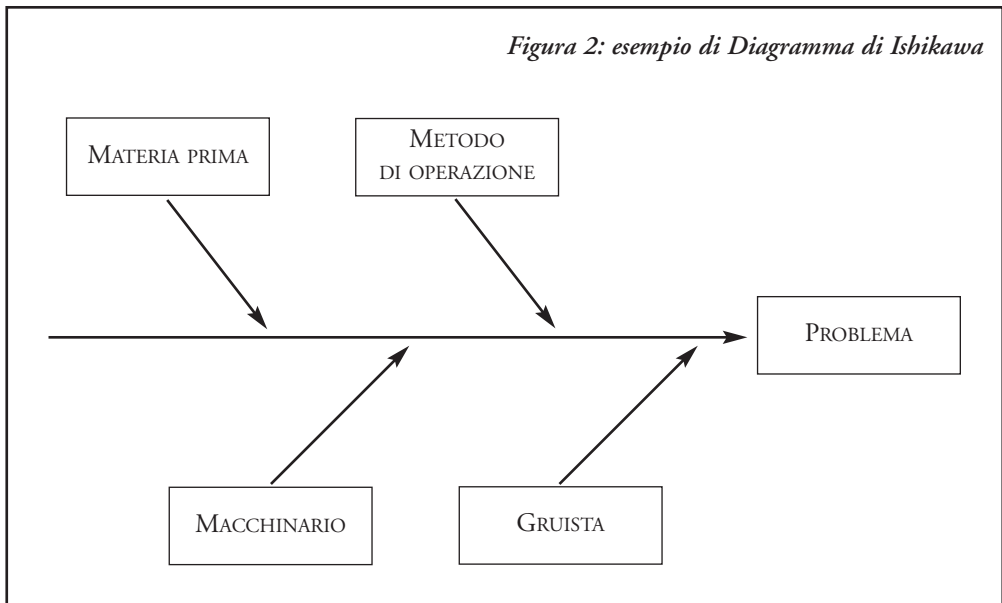 Figura 2: esempio di Diagramma di Ishikawa
MATERIA PRIMA
METODO
DI OPERAZIONE
PROBLEMA
MACCHINARIO
GRUISTA